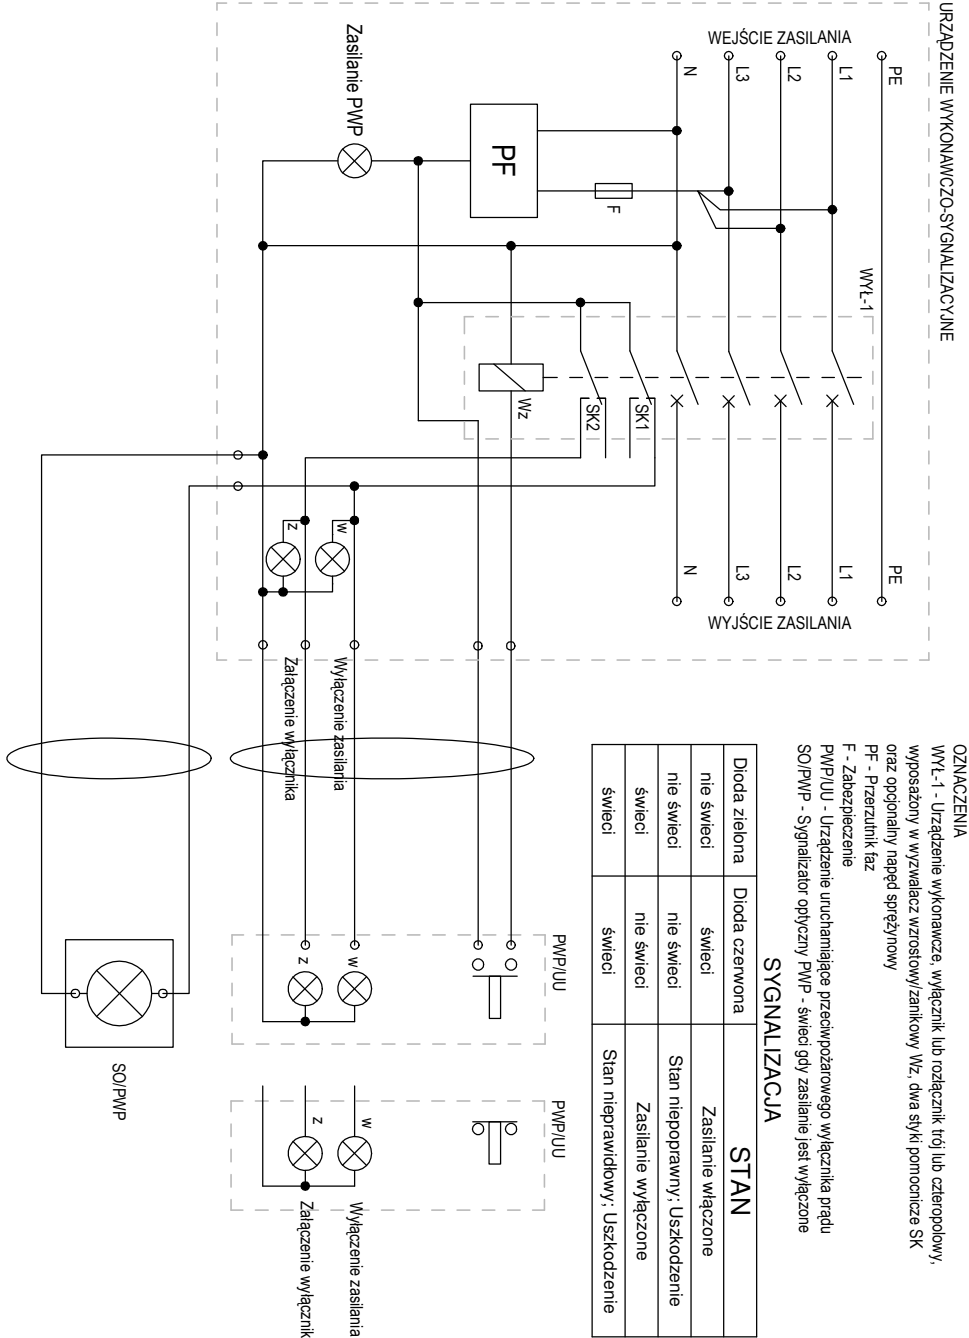 URZĄDZENIE WYKONAWCZO-SYGNALIZACYJNE
WEJŚCIE ZASILANIA
PE
L1
L2
L3
N
WYŁ-1
F
PF
Zasilanie PWP
SK1
SK2
Wz
PE
L1
L2
L3
N
WYJŚCIE ZASILANIA
w
z
Wyłączenie zasilania
Załączenie wyłącznika
OZNACZENIA
WYŁ-1 - Urządzenie wykonawcze, wyłącznik lub rozłącznik trój lub czteropolowy,
wyposażony w wyzwalacz wzrostowy/zanikowy Wz, dwa styki pomocnicze SK
oraz opcjonalny napęd sprężynowy
PF - Przerzutnik faz
F - Zabezpieczenie
PWP/UU - Urządzenie uruchamiające przeciwpożarowego wyłącznika prądu
SO/PWP - Sygnalizator optyczny PWP - świeci gdy zasilanie jest wyłączone
SYGNALIZACJA
Dioda zielona Dioda czerwona STAN
nie świeci świeci Zasilanie włączone
nie świeci nie świeci Stan niepoprawny; Uszkodzenie
świeci nie świeci Zasilanie wyłączone
świeci świeci Stan nieprawidłowy; Uszkodzenie
PWP/UU
w
z
SO/PWP
PWP/UU
w
z
Wyłączenie zasilania
Załączenie wyłącznik